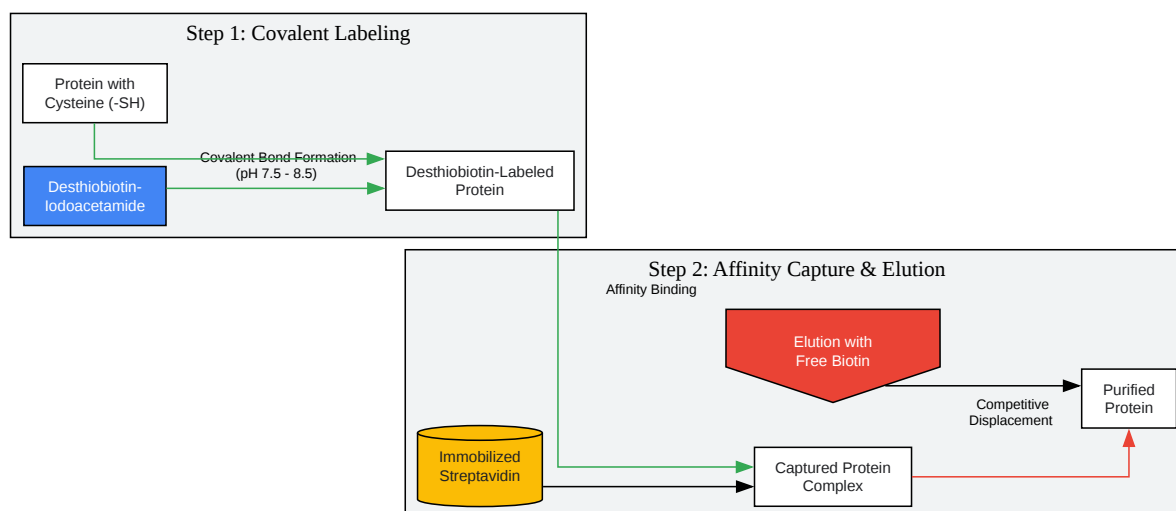 Step 1: Covalent Labeling
Protein with
Cysteine (-SH)
Covalent Bond Formation
(pH 7.5 - 8.5)
Desthiobiotin-
Iodoacetamide
Desthiobiotin-Labeled
Protein
Step 2: Affinity Capture & Elution
Affinity Binding
Elution with
Free Biotin
Competitive
Displacement
Purified
Protein
Immobilized
Streptavidin
Captured Protein
Complex